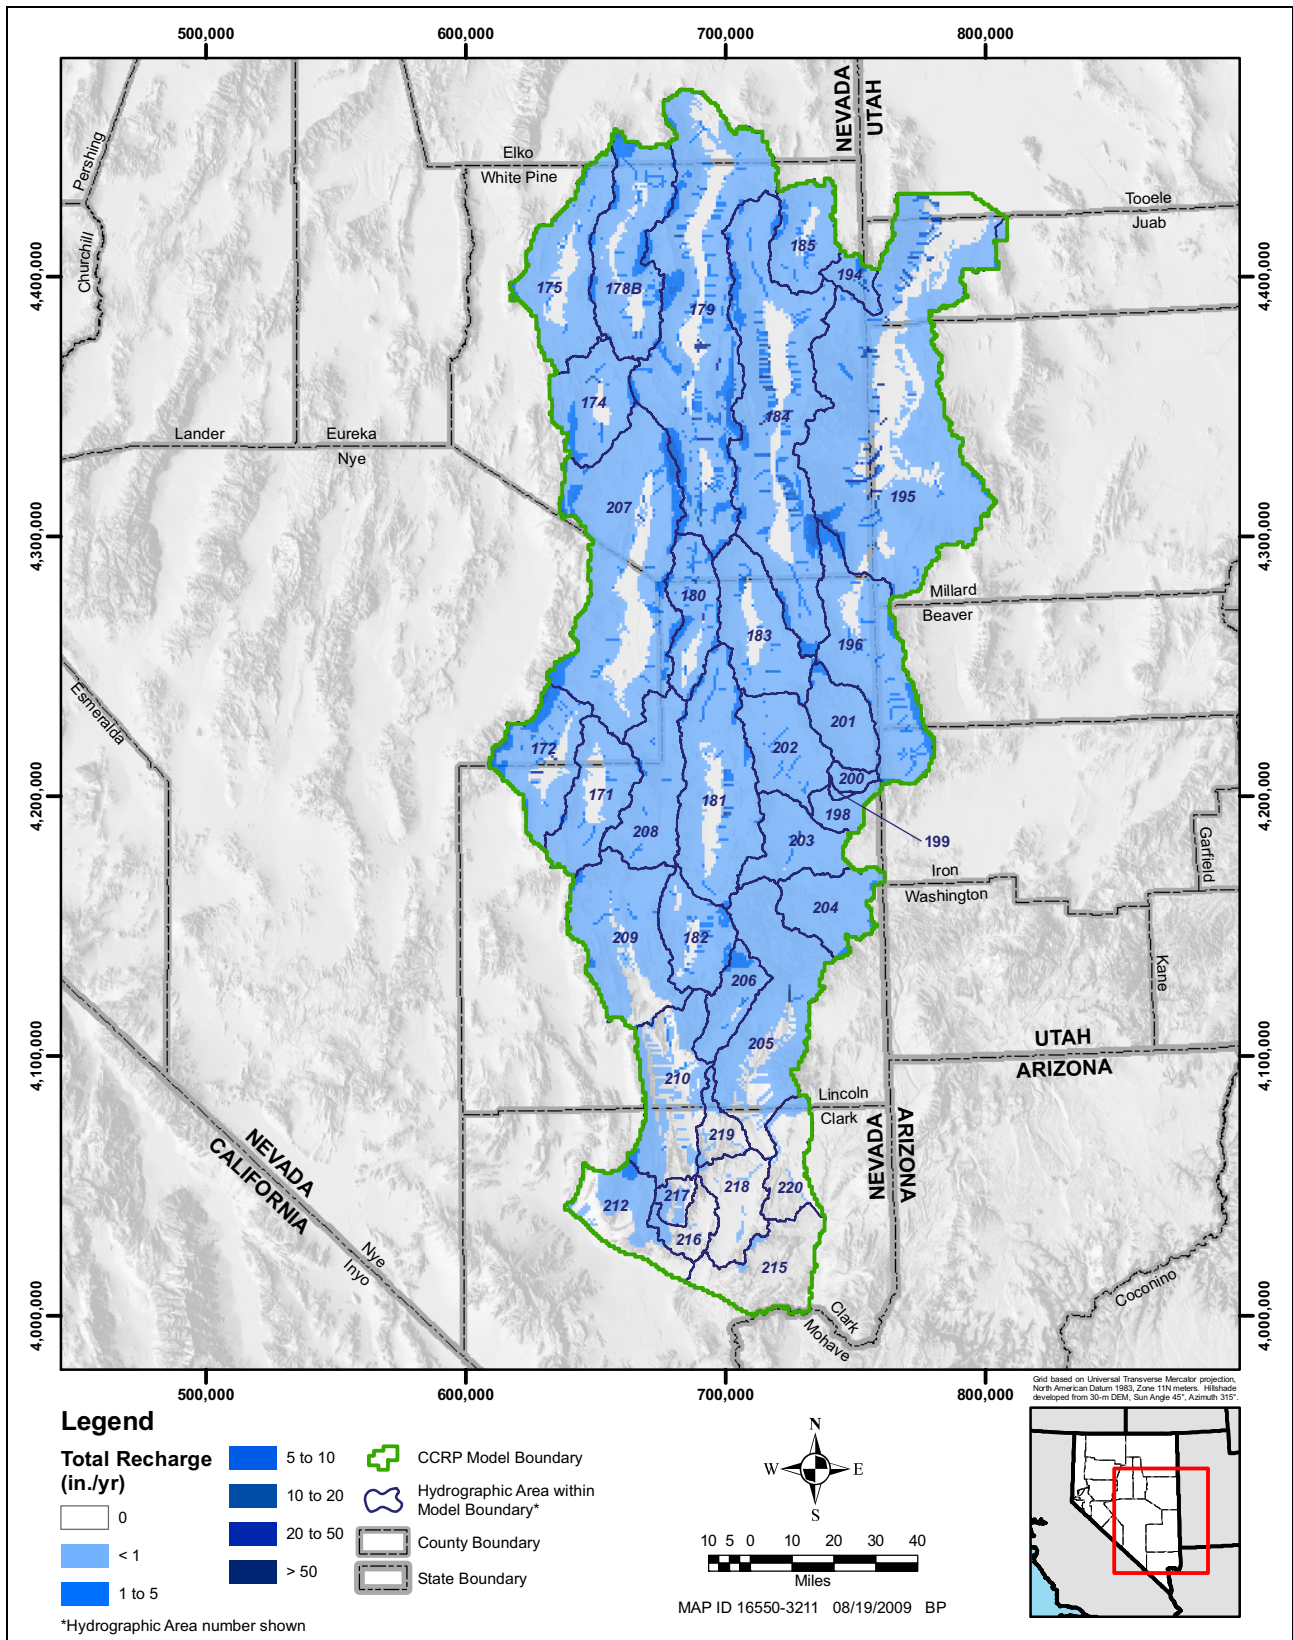 500,000 600,000 700,000 800,000
NEVADA
UTAH
Pershing
Elko
White Pine
Tooele
Juab
Churchill
4,400,000
4,400,000
185
194
175
178B
179
174
184
Lander
Eureka
Nye
195
207
4,300,000
4,300,000
180
Millard
Beaver
183
196
Esmeralda
201
172
202
200
171
181
4,200,000
4,200,000
198
208
203
199
Garfield
Iron
Washington
204
209
182
206
Kane
205
UTAH
ARIZONA
4,100,000
4,100,000
210
Lincoln
Clark
219
NEVADA
ARIZONA
NEVADA
CALIFORNIA
217
218
220
212
216
215
Nye
Inyo
Coconino
Clark
Mohave
4,000,000
4,000,000
500,000 600,000 700,000 800,000
Grid based on Universal Transverse Mercator projection,
North American Datum 1983, Zone 11N meters. Hillshade
developed from 30-m DEM, Sun Angle 45°, Azimuth 315°.
Legend
Total Recharge
(in./yr)
0
< 1
1 to 5
5 to 10
10 to 20
20 to 50
> 50
CCRP Model Boundary
Hydrographic Area within
Model Boundary*
County Boundary
State Boundary
*Hydrographic Area number shown
N
W E
S
10 5 0 10 20 30 40
Miles
MAP ID 16550-3211 08/19/2009 BP